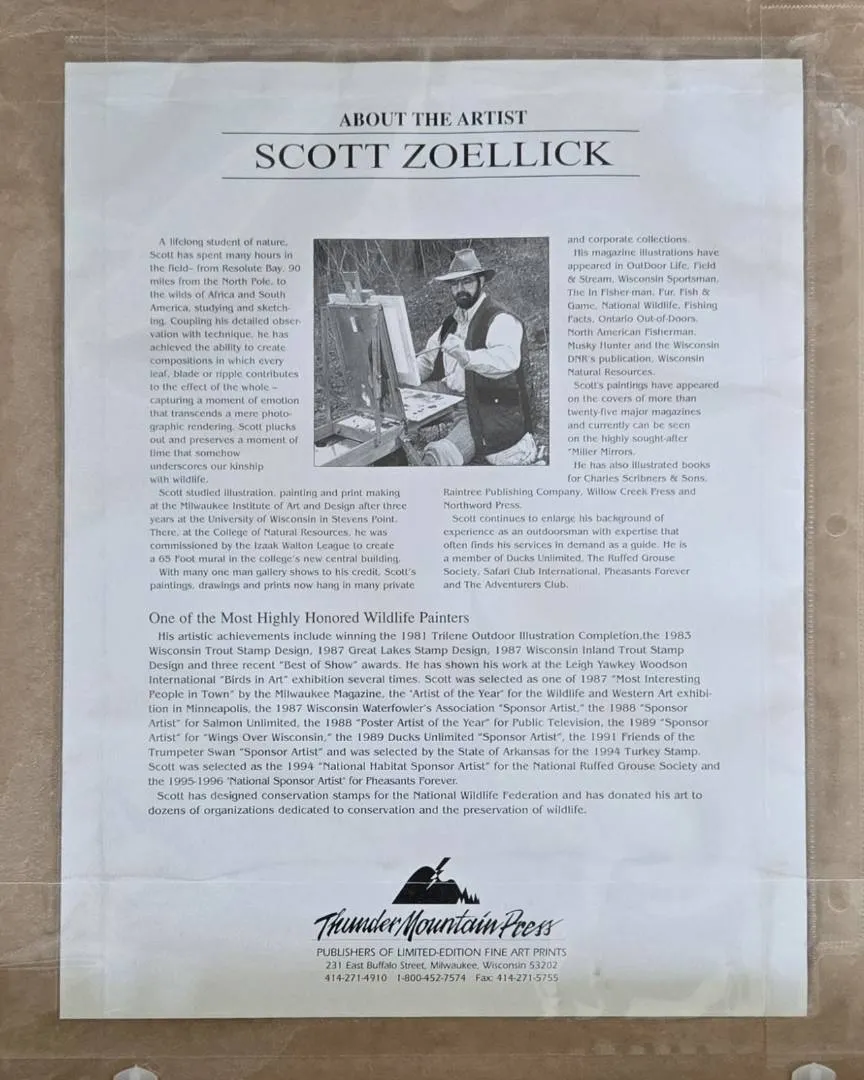 ABOUT THE ARTIST
SCOTT ZOELLICK
A lifelong student of nature,
Scott has spent many hours in
the field– from Resolute Bay, 90
miles from the North Pole, to
the wilds of Africa and South
America, studying and sketch-
ing. Coupling his detailed obser-
vation with technique, he has
achieved the ability to create
compositions in which every
leaf, blade or ripple contributes
to the effect of the whole –
capturing a moment of emotion
that transcends a mere photo-
graphic rendering. Scott plucks
out and preserves a moment of
time that somehow
underscores our kinship
with wildlife.
Scott studied illustration, painting and print making
at the Milwaukee Institute of Art and Design after three
years at the University of Wisconsin in Stevens Point.
There, at the College of Natural Resources, he was
commissioned by the Izaak Walton League to create
a 65 Foot mural in the college's new central building.
With many one man gallery shows to his credit, Scott's
paintings, drawings and prints now hang in many private
and corporate collections.
His magazine illustrations have
appeared in OutDoor Life, Field
& Stream, Wisconsin Sportsman,
The In Fisher-man, Fur, Fish &
Game, National Wildlife, Fishing
Facts, Ontario Out-of-Doors,
North American Fisherman,
Musky Hunter and the Wisconsin
DNR's publication, Wisconsin
Natural Resources.
Scott's paintings have appeared
on the covers of more than
twenty-five major magazines
and currently can be seen
on the highly sought-after
"Miller Mirrors.
He has also illustrated books
for Charles Scribners & Sons,
Raintree Publishing Company, Willow Creek Press and
Northword Press.
Scott continues to enlarge his background of
experience as an outdoorsman with expertise that
often finds his services in demand as a guide. He is
a member of Ducks Unlimited, The Ruffed Grouse
Society, Safari Club International, Pheasants Forever
and The Adventurers Club.
One of the Most Highly Honored Wildlife Painters
His artistic achievements include winning the 1981 Trilene Outdoor Illustration Completion,the 1983
Wisconsin Trout Stamp Design, 1987 Great Lakes Stamp Design, 1987 Wisconsin Inland Trout Stamp
Design and three recent "Best of Show" awards. He has shown his work at the Leigh Yawkey Woodson
International "Birds in Art" exhibition several times. Scott was selected as one of 1987 "Most Interesting
People in Town" by the Milwaukee Magazine, the "Artist of the Year" for the Wildlife and Western Art exhibi-
tion in Minneapolis, the 1987 Wisconsin Waterfowler's Association "Sponsor Artist," the 1988 "Sponsor
Artist" for Salmon Unlimited, the 1988 "Poster Artist of the Year" for Public Television, the 1989 "Sponsor
Artist" for "Wings Over Wisconsin," the 1989 Ducks Unlimited "Sponsor Artist", the 1991 Friends of the
Trumpeter Swan "Sponsor Artist" and was selected by the State of Arkansas for the 1994 Turkey Stamp.
Scott was selected as the 1994 "National Habitat Sponsor Artist" for the National Ruffed Grouse Society and
the 1995-1996 "National Sponsor Artist" for Pheasants Forever.
Scott has designed conservation stamps for the National Wildlife Federation and has donated his art to
dozens of organizations dedicated to conservation and the preservation of wildlife.
Thunder Mountain Press
PUBLISHERS OF LIMITED-EDITION FINE ART PRINTS
231 East Buffalo Street, Milwaukee, Wisconsin 53202
414-271-4910 1-800-452-7574 Fax: 414-271-5755